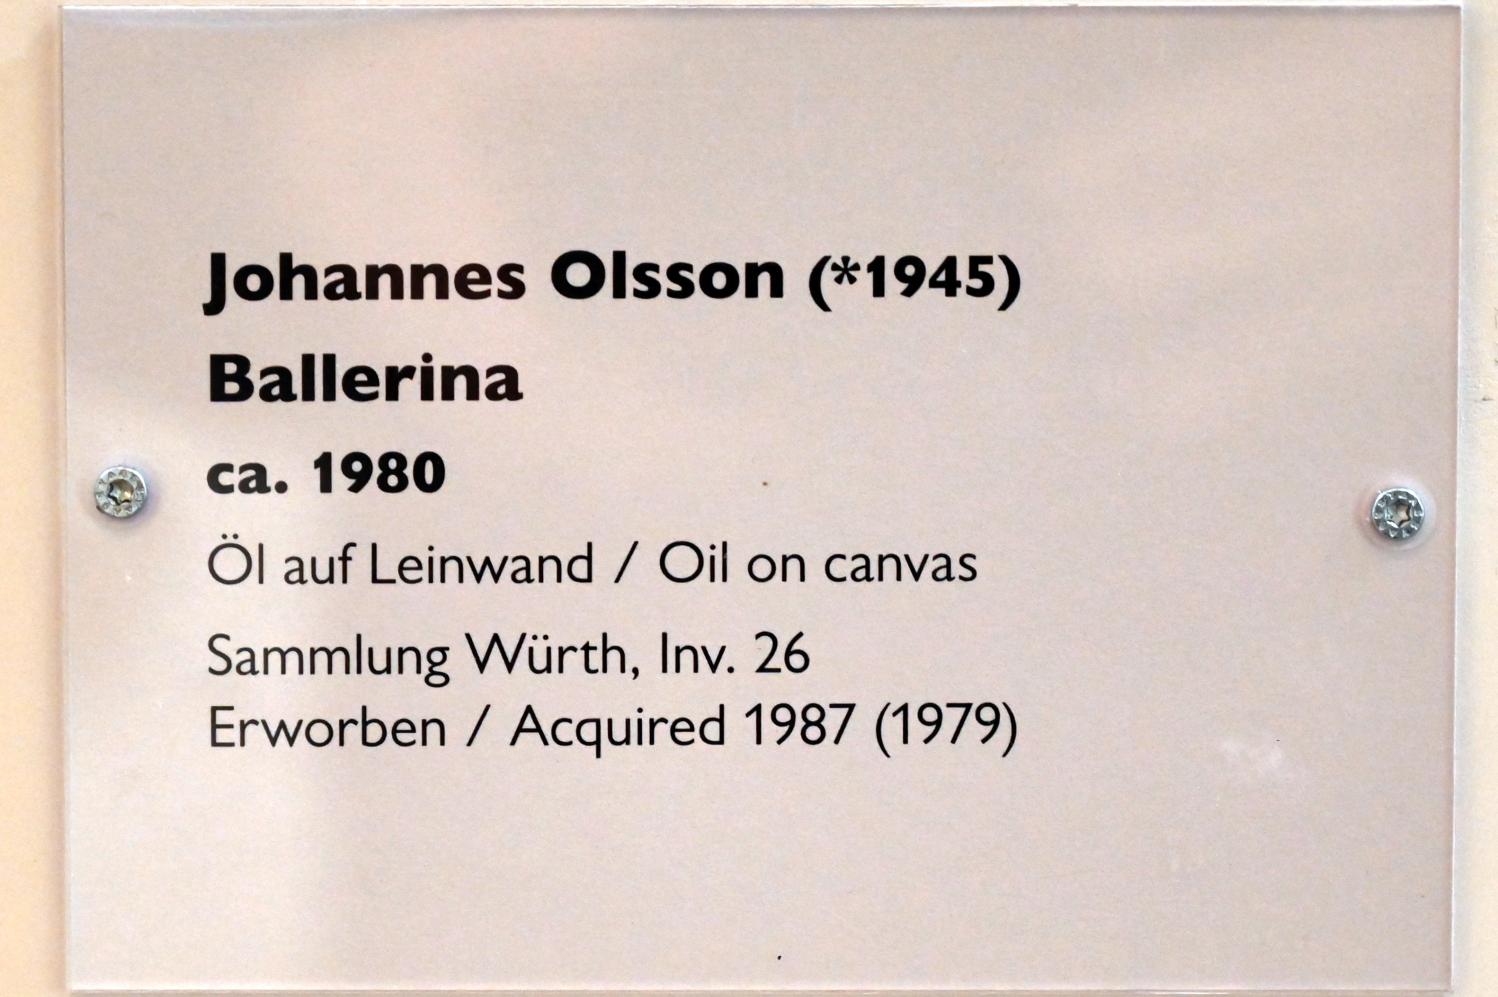 Johannes Olsson (*1945)
Ballerina
ca. 1980
Öl auf Leinwand / Oil on canvas
Sammlung Würth, Inv. 26
Erworben / Acquired 1987 (1979)